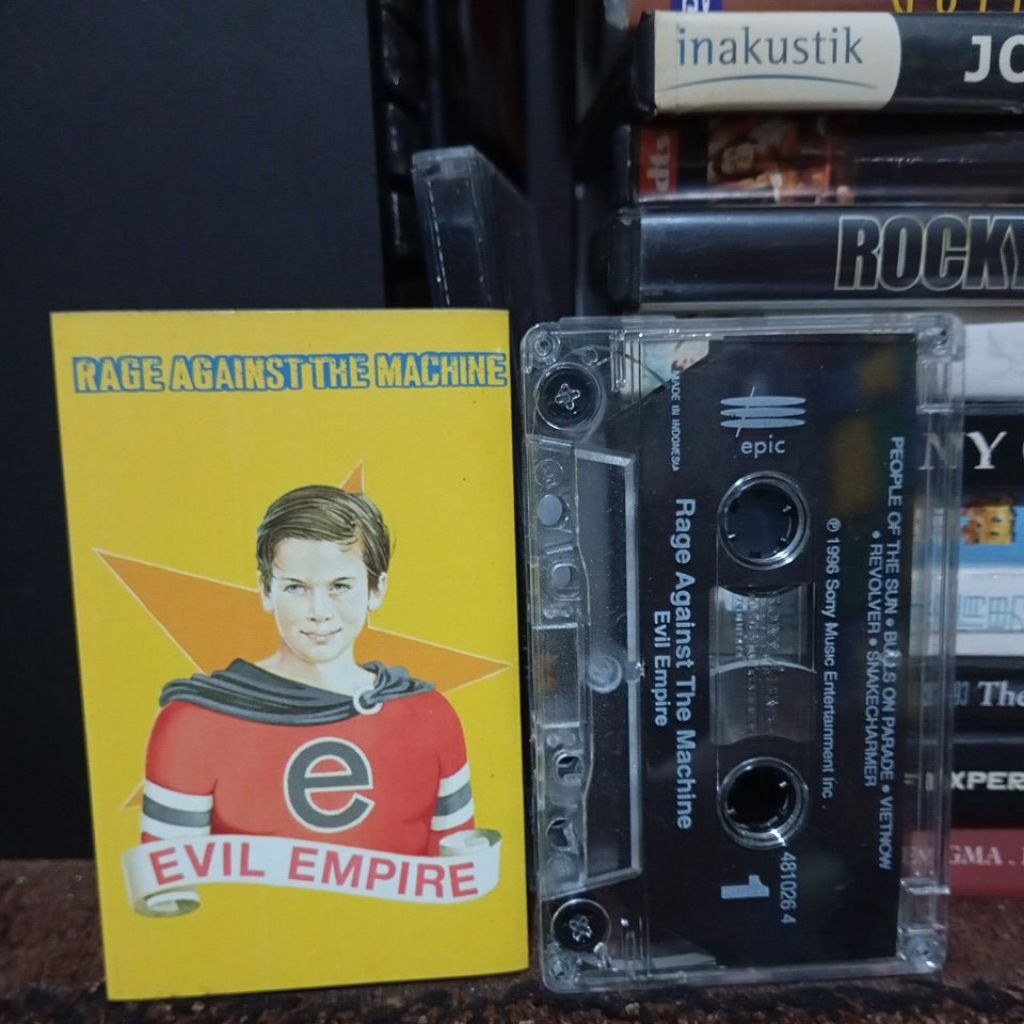 RAGE AGAINST THE MACHINE
e
EVIL EMPIRE
MADE IN INDONESIA
epic
Rage Against The Machine
Evil Empire
℗ 1996 Sony Music Entertainment Inc.
PEOPLE OF THE SUN • BULLS ON PARADE • VIETNOW
• REVOLVER • SNAKECHARMER
481026 4
1
inakustik
JO
ROCKY
NY
The
XPER
GMA